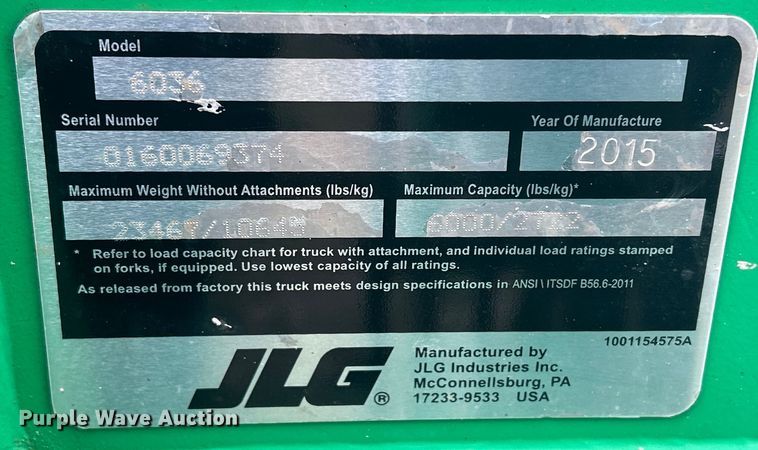 Model
6036
Serial Number
Year Of Manufacture
0160069374
2015
Maximum Weight Without Attachments (lbs/kg)
Maximum Capacity (lbs/kg)*
6000/2722
* Refer to load capacity chart for truck with attachment, and individual load ratings stamped
on forks, if equipped. Use lowest capacity of all ratings.
As released from factory this truck meets design specifications in ANSI \ ITSDF B56.6-2011
1001154575A
JLG®
Manufactured by
JLG Industries Inc.
McConnellsburg, PA
17233-9533 USA
Purple Wave Auction